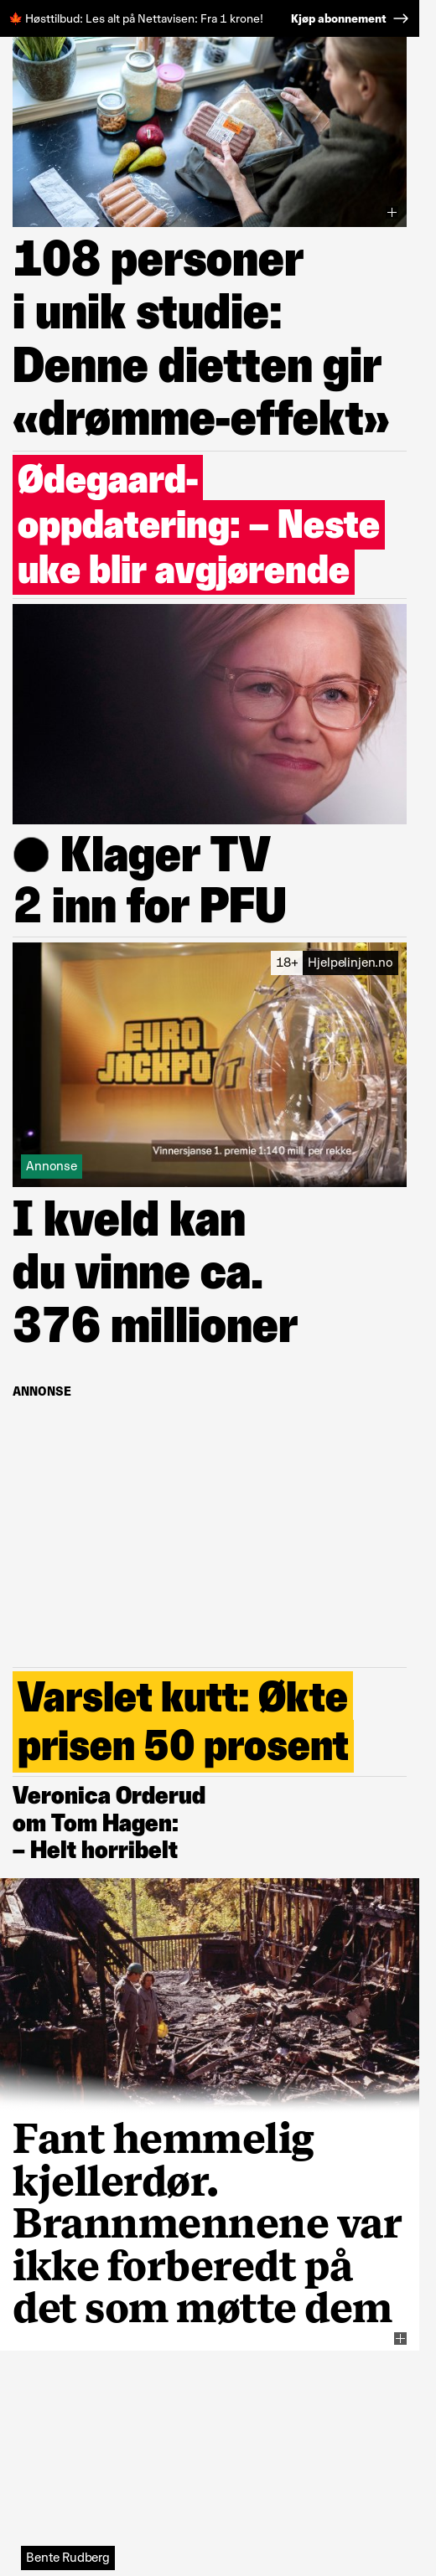 🍁 Høsttilbud: Les alt på Nettavisen: Fra 1 krone! Kjøp abonnement →
108 personer
i unik studie:
Denne dietten gir
«drømme-effekt»
Ødegaard-
oppdatering: – Neste
uke blir avgjørende
Klager TV
2 inn for PFU
18+ Hjelpelinjen.no
EURO
JACKPOT
Vinnersjanse 1. premie 1:140 mill. per rekke.
Annonse
I kveld kan
du vinne ca.
376 millioner
ANNONSE
Varslet kutt: Økte
prisen 50 prosent
Veronica Orderud
om Tom Hagen:
– Helt horribelt
Fant hemmelig
kjellerdør.
Brannmennene var
ikke forberedt på
det som møtte dem
Bente Rudberg